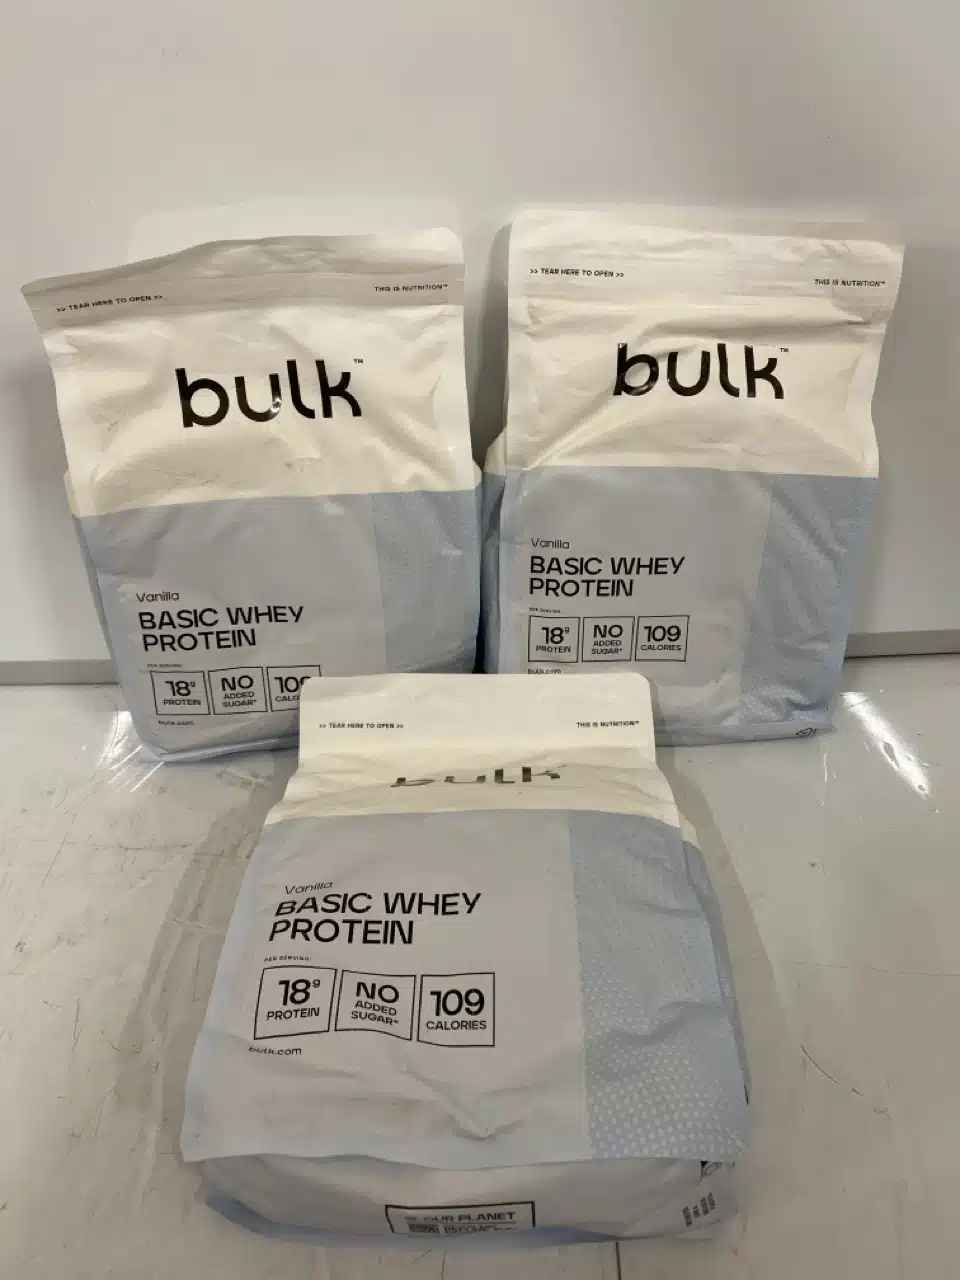 >> TEAR HERE TO OPEN >>
THIS IS NUTRITION™
bulk™
Vanilla
BASIC WHEY
PROTEIN
PER SERVING:
18g
PROTEIN
NO
ADDED
SUGAR*
109
bulk.com
>> TEAR HERE TO OPEN >>
THIS IS NUTRITION™
bulk™
Vanilla
BASIC WHEY
PROTEIN
PER SERVING:
18g
PROTEIN
NO
ADDED
SUGAR*
109
CALORIES
bulk.com
>> TEAR HERE TO OPEN >>
THIS IS NUTRITION™
bulk
Vanilla
BASIC WHEY
PROTEIN
PER SERVING:
18g
PROTEIN
NO
ADDED
SUGAR*
109
CALORIES
bulk.com
OUR PLANET